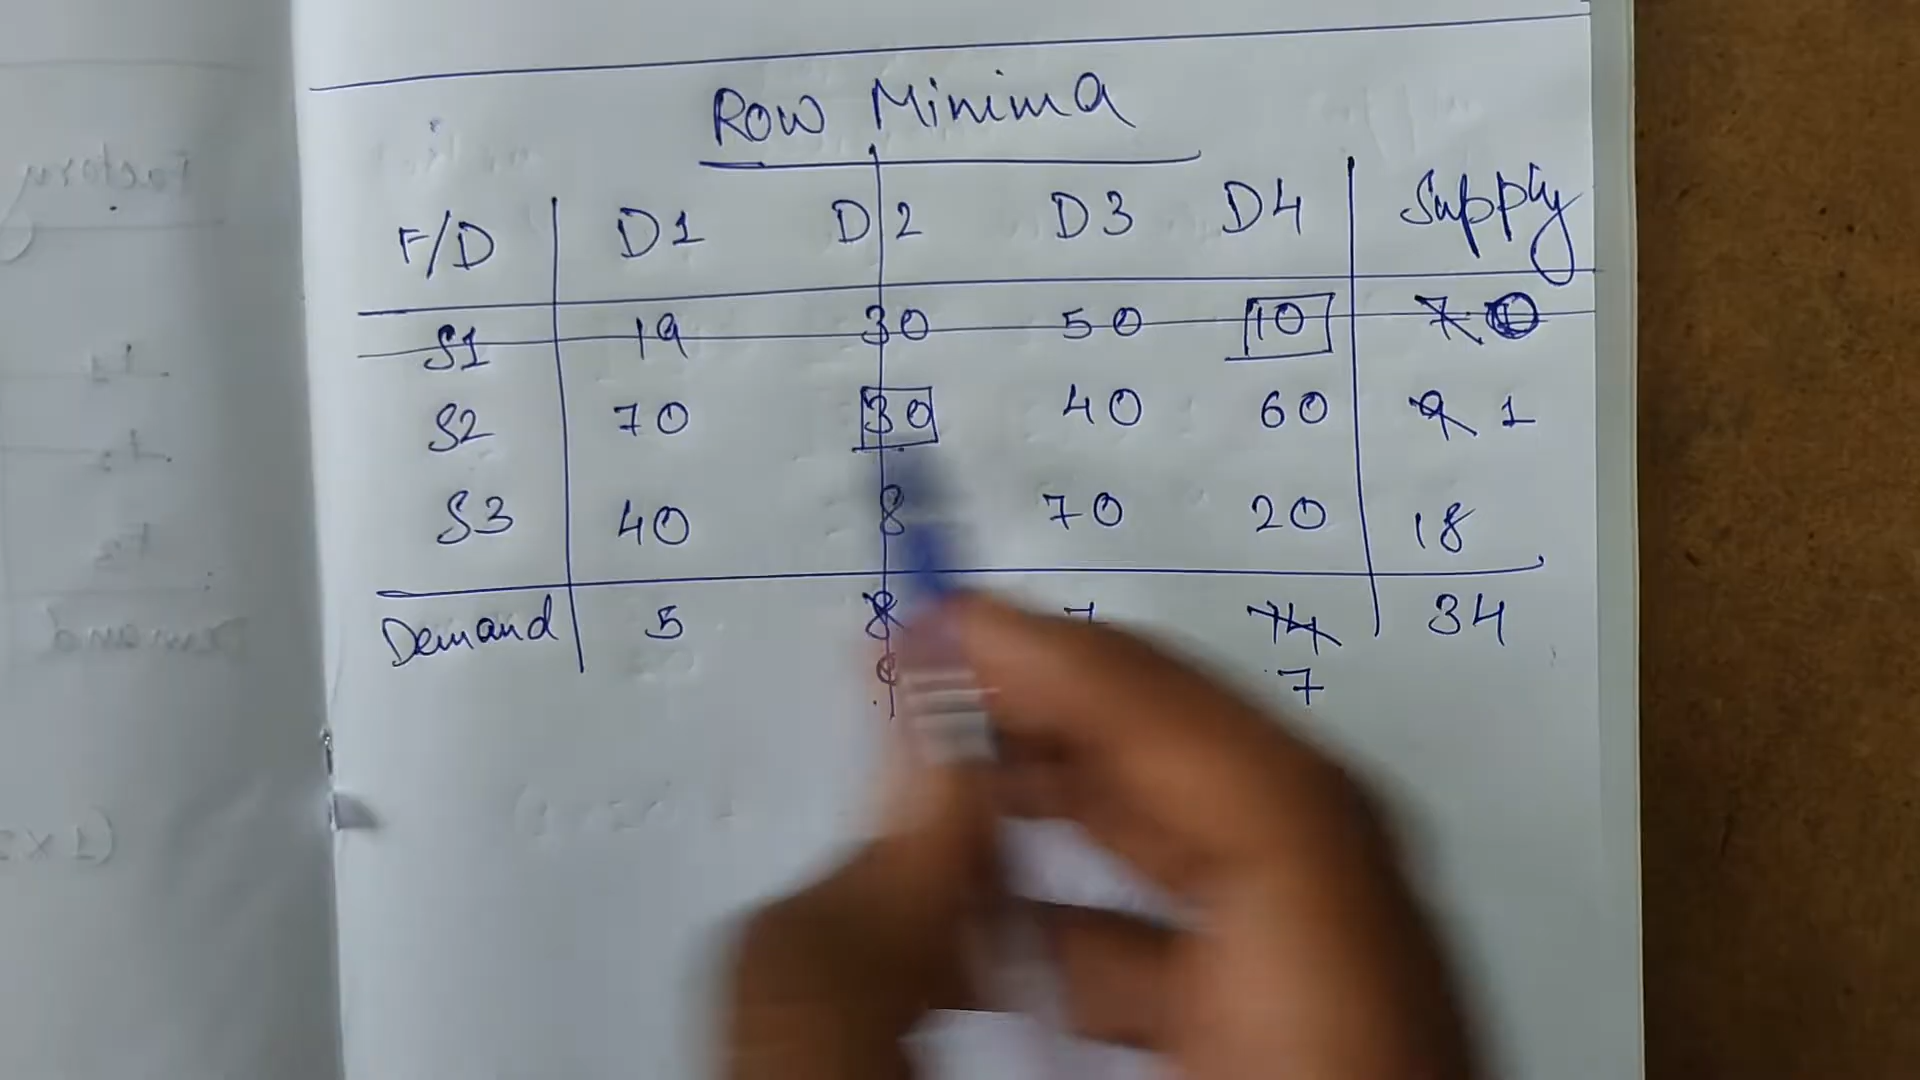 Row Minima
F/D D1 D2 D3 D4 Supply
S1 19 30 50 10 7 0
S2 70 30 40 60 9 1
S3 40 8 70 20 18
Demand 5 8 7 14 34
7